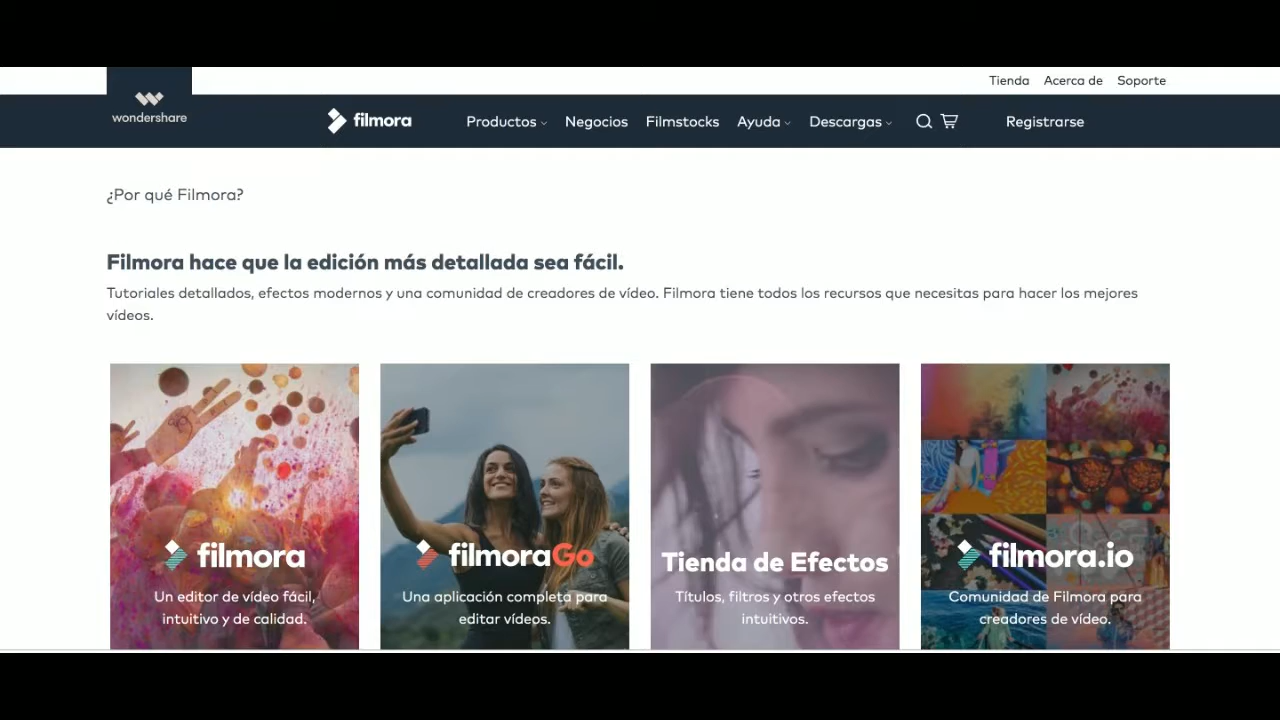 Tienda Acerca de Soporte
wondershare
filmora Productos Negocios Filmstocks Ayuda Descargas Registrarse
¿Por qué Filmora?
Filmora hace que la edición más detallada sea fácil.
Tutoriales detallados, efectos modernos y una comunidad de creadores de vídeo. Filmora tiene todos los recursos que necesitas para hacer los mejores
vídeos.
filmora
Un editor de vídeo fácil,
intuitivo y de calidad.
filmoraGo
Una aplicación completa para
editar vídeos.
Tienda de Efectos
Títulos, filtros y otros efectos
intuitivos.
filmora.io
Comunidad de Filmora para
creadores de vídeo.